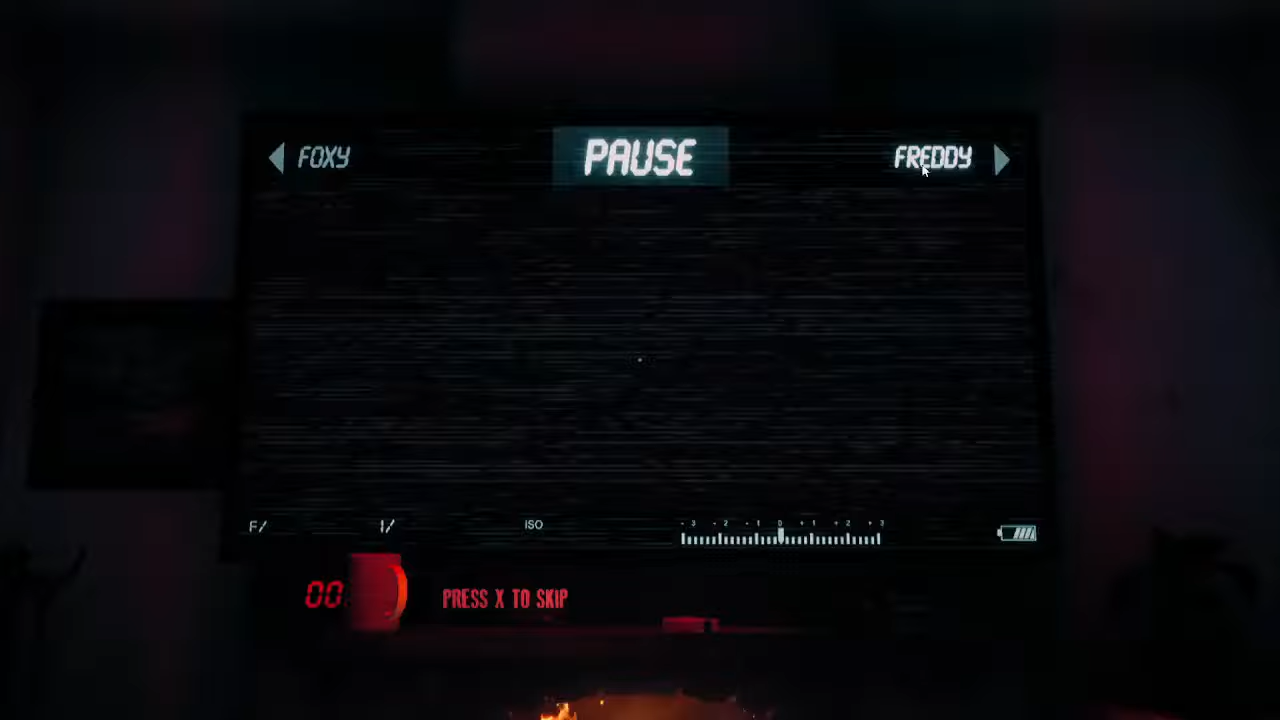 FOXY
PAUSE
FREDDY
F/
1/
ISO
-3 -2 -1 0 +1 +2 +3
00
PRESS X TO SKIP